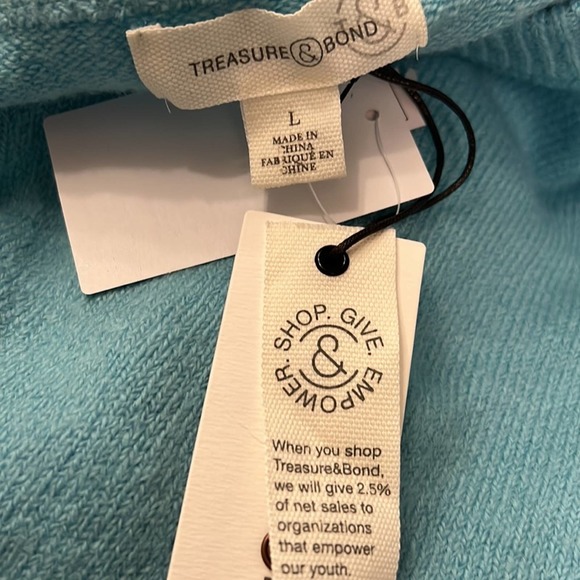 TREASURE & BOND
L
MADE IN
CHINA
FABRIQUÉ EN
CHINE
SHOP. GIVE. EMPOWER.
&
When you shop
Treasure&Bond,
we will give 2.5%
of net sales to
organizations
that empower
our youth.